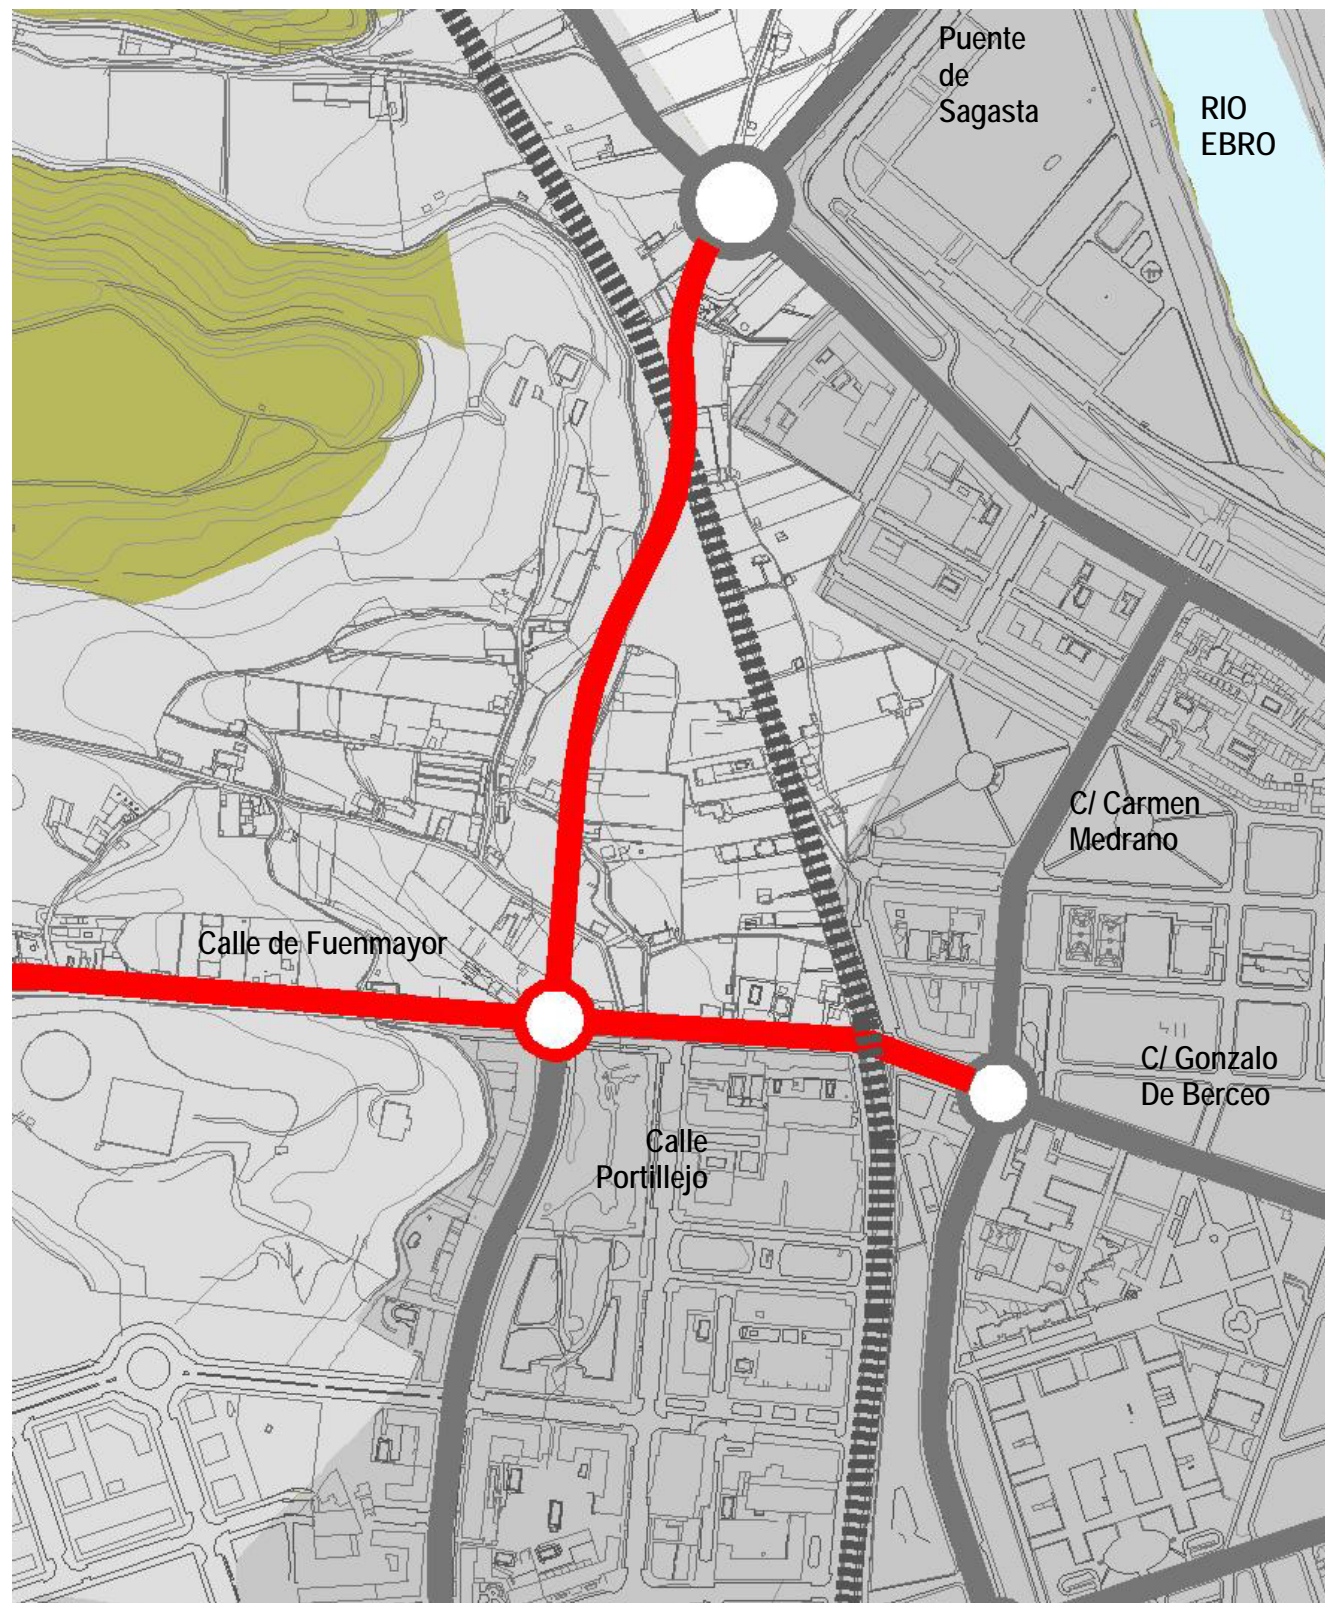 Puente
de
Sagasta
RIO
EBRO
C/ Carmen
Medrano
Calle de Fuenmayor
C/ Gonzalo
De Berceo
Calle
Portillejo